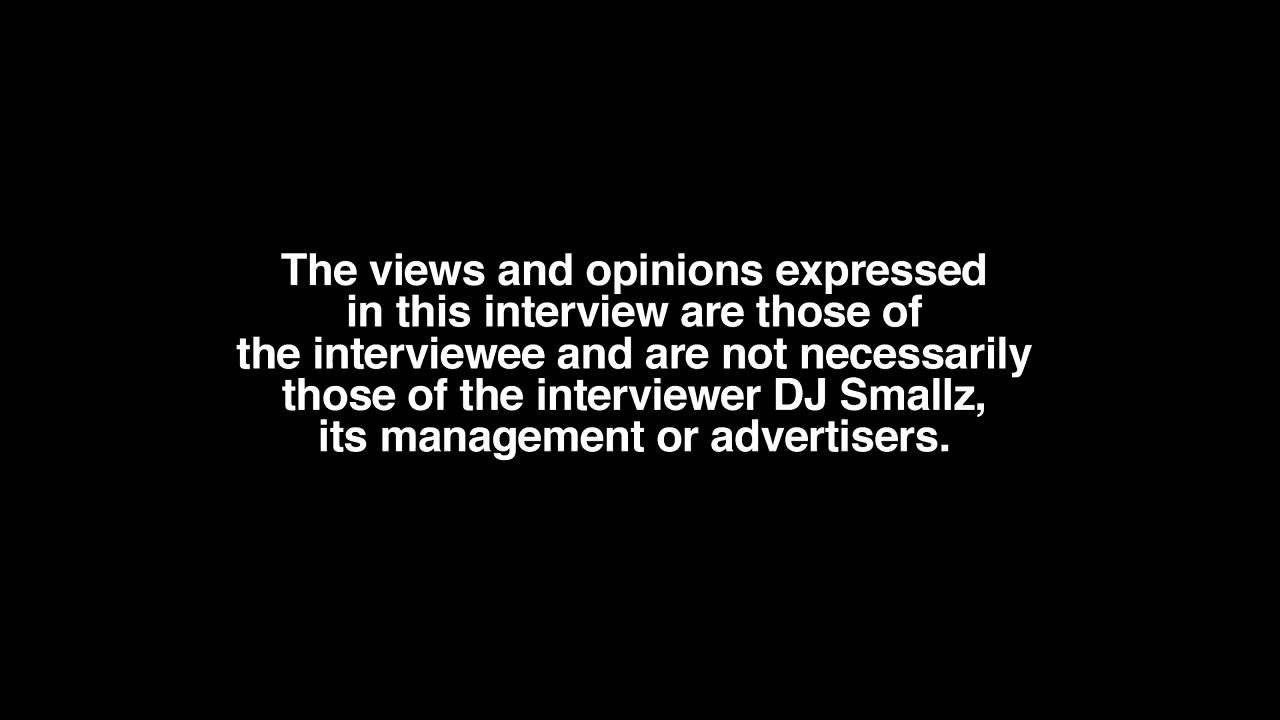 The views and opinions expressed
in this interview are those of
the interviewee and are not necessarily
those of the interviewer DJ Smallz,
its management or advertisers.